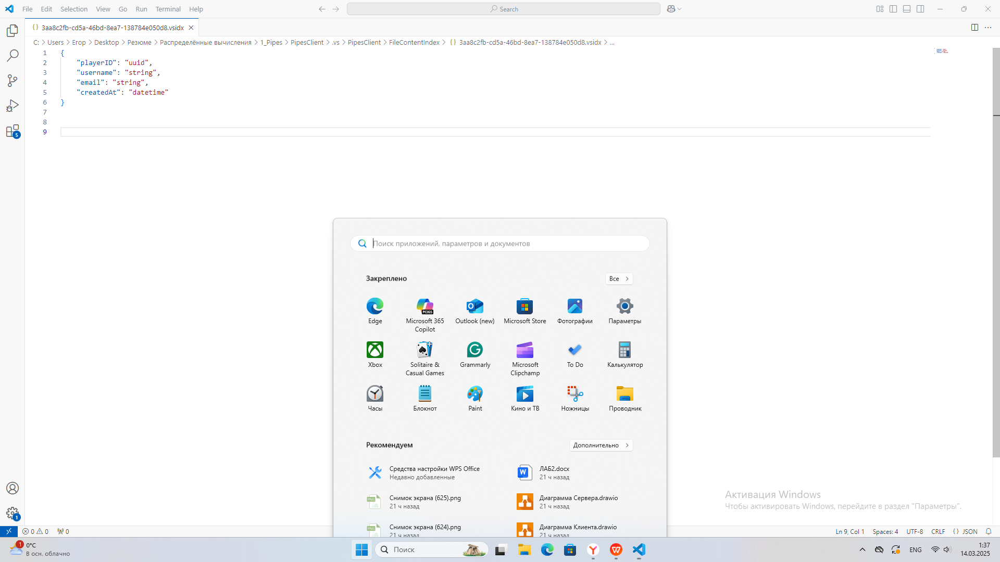 File Edit Selection View Go Run Terminal Help
Search
3aa8c2fb-cd5a-46bd-8ea7-138784e050d8.vsidx
C: > Users > Егор > Desktop > Резюме > Распределённые вычисления > 1_Pipes > PipesClient > .vs > PipesClient > FileContentIndex > {} 3aa8c2fb-cd5a-46bd-8ea7-138784e050d8.vsidx > ...
1 {
2 "playerID": "uuid",
3 "username": "string",
4 "email": "string",
5 "createdAt": "datetime"
6 }
7
8
9
5
Поиск приложений, параметров и документов
Закреплено
Все >
Edge
Microsoft 365 Copilot
Outlook (new)
Microsoft Store
Фотографии
Параметры
Xbox
Solitaire & Casual Games
Grammarly
Microsoft Clipchamp
To Do
Калькулятор
Часы
Блокнот
Paint
Кино и ТВ
Ножницы
Проводник
Рекомендуем
Дополнительно >
Средства настройки WPS Office
Недавно добавленные
ЛАБ2.docx
21 ч назад
Снимок экрана (625).png
21 ч назад
Диаграмма Сервера.drawio
21 ч назад
Снимок экрана (624).png
21 ч назад
Диаграмма Клиента.drawio
21 ч назад
Активация Windows
Чтобы активировать Windows, перейдите в раздел "Параметры".
1
0 0 0
Ln 9, Col 1 Spaces: 4 UTF-8 CRLF {} JSON
1
0°C
В осн. облачно
Поиск
ENG
1:37
14.03.2025